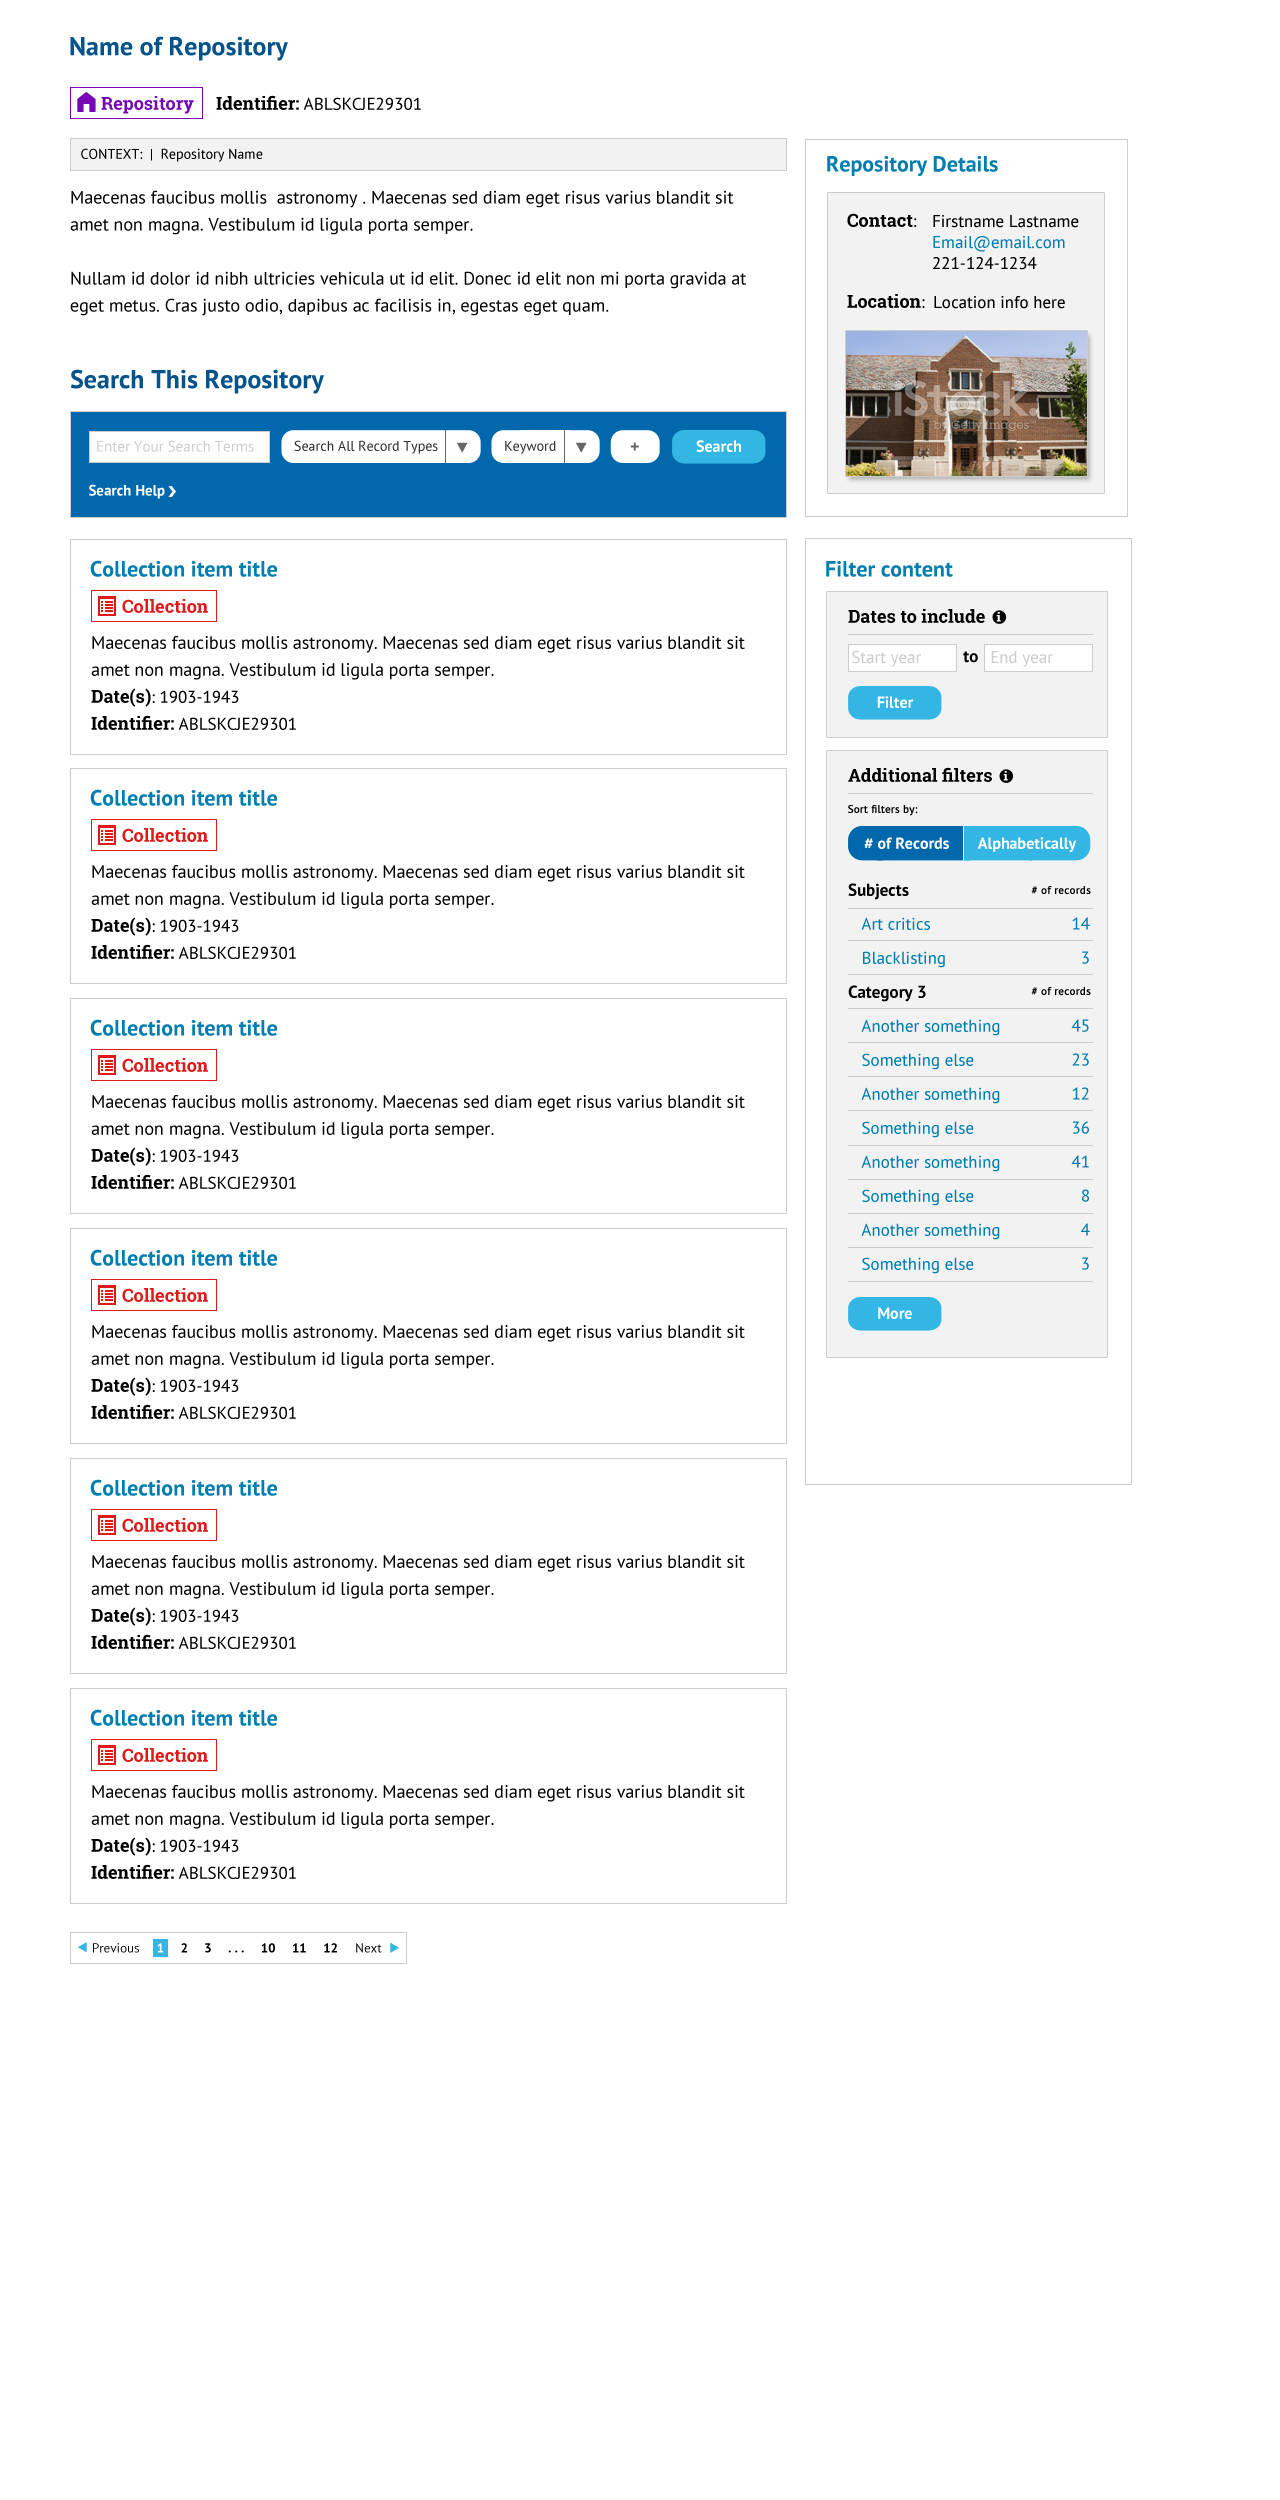 Name of Repository
Repository Identifier: ABLSKCJE29301
CONTEXT: | Repository Name
Maecenas faucibus mollis astronomy . Maecenas sed diam eget risus varius blandit sit
amet non magna. Vestibulum id ligula porta semper.
Nullam id dolor id nibh ultricies vehicula ut id elit. Donec id elit non mi porta gravida at
eget metus. Cras justo odio, dapibus ac facilisis in, egestas eget quam.
Repository Details
Contact: Firstname Lastname
Email@email.com
221-124-1234
Location: Location info here
iStock.
by Getty Images
Search This Repository
Enter Your Search Terms Search All Record Types ▼ Keyword ▼ + Search
Search Help ❯
Collection item title
Collection
Maecenas faucibus mollis astronomy. Maecenas sed diam eget risus varius blandit sit
amet non magna. Vestibulum id ligula porta semper.
Date(s): 1903-1943
Identifier: ABLSKCJE29301
Collection item title
Collection
Maecenas faucibus mollis astronomy. Maecenas sed diam eget risus varius blandit sit
amet non magna. Vestibulum id ligula porta semper.
Date(s): 1903-1943
Identifier: ABLSKCJE29301
Collection item title
Collection
Maecenas faucibus mollis astronomy. Maecenas sed diam eget risus varius blandit sit
amet non magna. Vestibulum id ligula porta semper.
Date(s): 1903-1943
Identifier: ABLSKCJE29301
Collection item title
Collection
Maecenas faucibus mollis astronomy. Maecenas sed diam eget risus varius blandit sit
amet non magna. Vestibulum id ligula porta semper.
Date(s): 1903-1943
Identifier: ABLSKCJE29301
Collection item title
Collection
Maecenas faucibus mollis astronomy. Maecenas sed diam eget risus varius blandit sit
amet non magna. Vestibulum id ligula porta semper.
Date(s): 1903-1943
Identifier: ABLSKCJE29301
Collection item title
Collection
Maecenas faucibus mollis astronomy. Maecenas sed diam eget risus varius blandit sit
amet non magna. Vestibulum id ligula porta semper.
Date(s): 1903-1943
Identifier: ABLSKCJE29301
◀ Previous 1 2 3 . . . 10 11 12 Next ▶
Filter content
Dates to include
Start year to End year
Filter
Additional filters
Sort filters by:
# of Records Alphabetically
Subjects # of records
Art critics 14
Blacklisting 3
Category 3 # of records
Another something 45
Something else 23
Another something 12
Something else 36
Another something 41
Something else 8
Another something 4
Something else 3
More